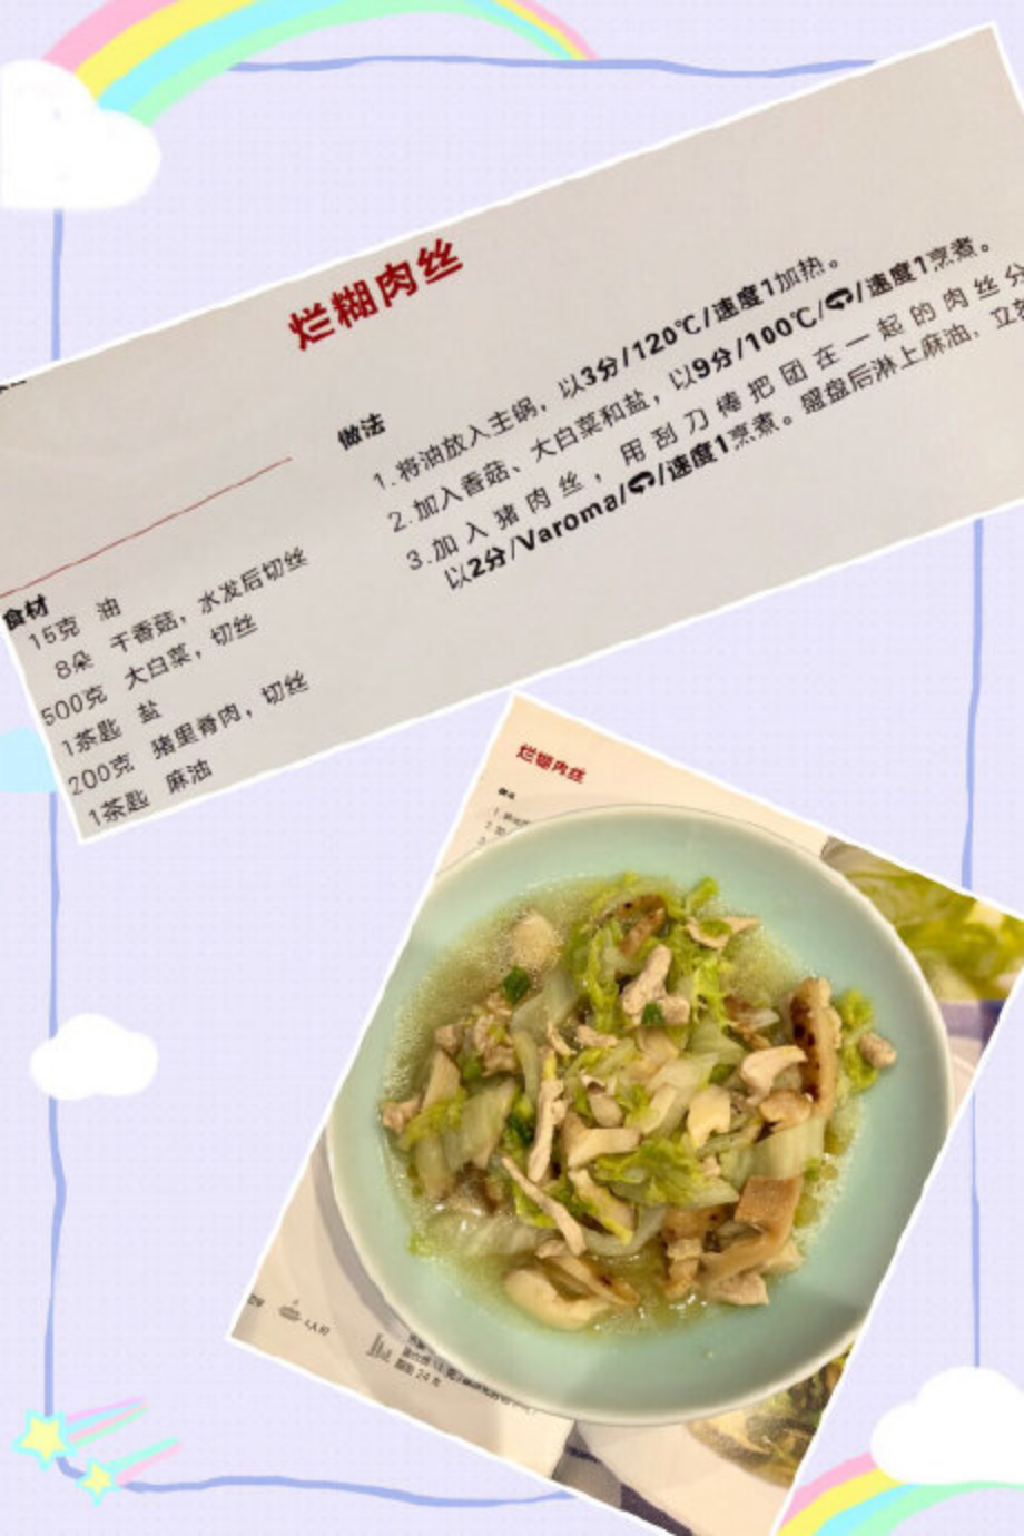 烂糊肉丝
做法
1.将油放入主锅，以3分/120℃/速度1加热。
2.加入香菇、大白菜和盐，以9分/100℃/速度1烹煮。
3.加入猪肉丝，用刮刀棒把团在一起的肉丝分
以2分/Varoma/速度1烹煮。盛盘后淋上麻油，立
食材
15克 油
8朵 干香菇，水发后切丝
500克 大白菜，切丝
1茶匙 盐
200克 猪里脊肉，切丝
1茶匙 麻油
烂糊肉丝
做法
4人份